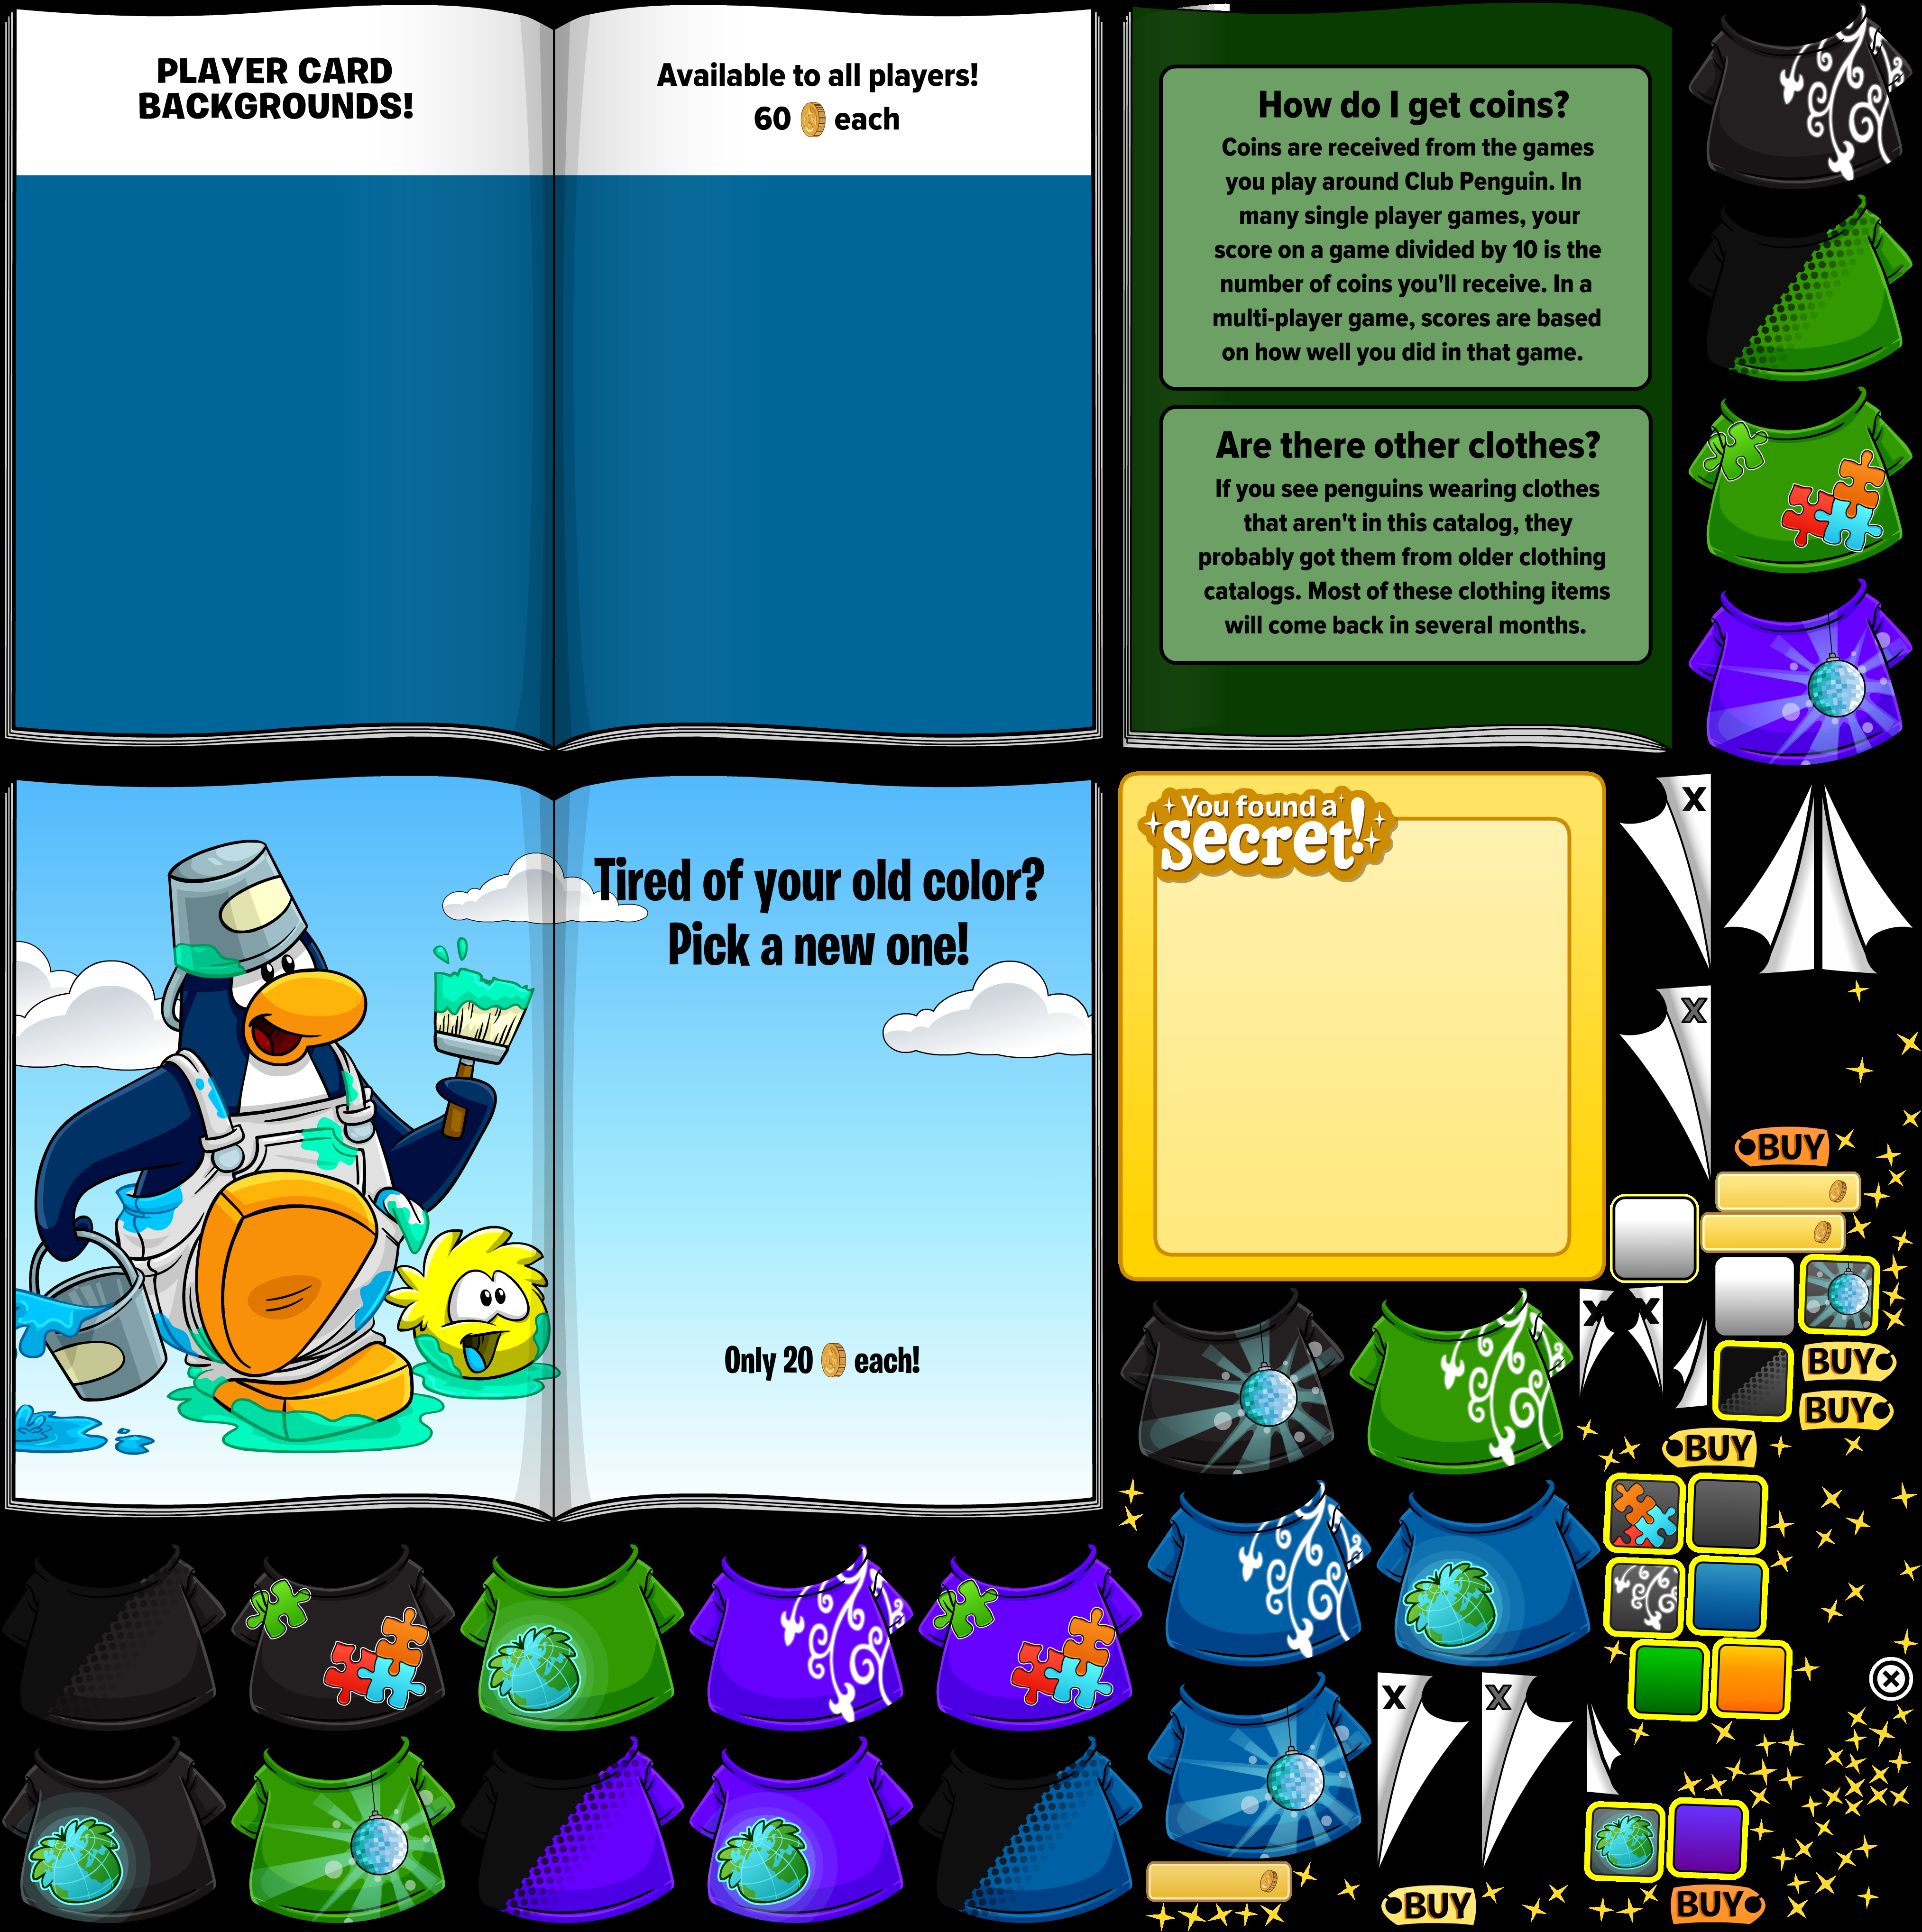 PLAYER CARD
BACKGROUNDS!
Available to all players!
60 each
How do I get coins?
Coins are received from the games
you play around Club Penguin. In
many single player games, your
score on a game divided by 10 is the
number of coins you'll receive. In a
multi-player game, scores are based
on how well you did in that game.
Are there other clothes?
If you see penguins wearing clothes
that aren't in this catalog, they
probably got them from older clothing
catalogs. Most of these clothing items
will come back in several months.
Tired of your old color?
Pick a new one!
Only 20 each!
You found a
secret!
X
X
BUY
X X
BUY
BUY
BUY
X
X
BUY
BUY